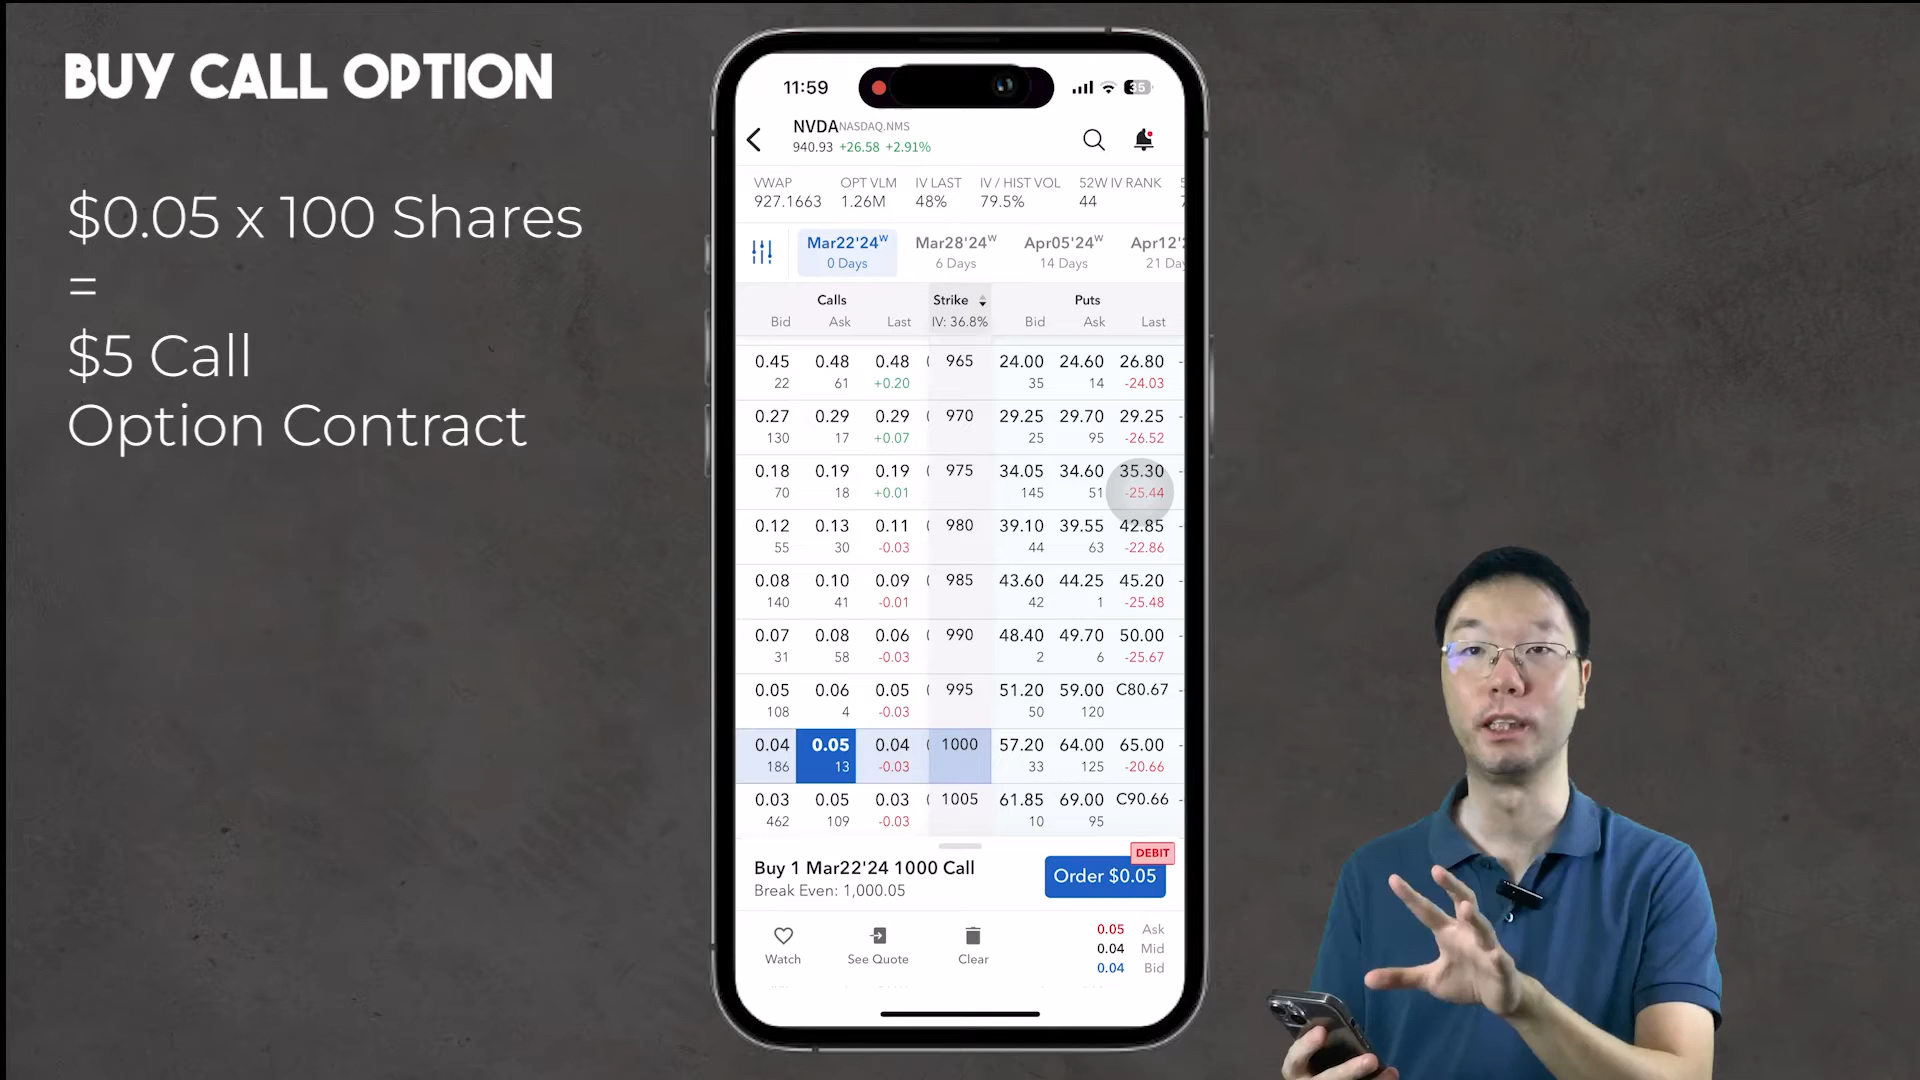 BUY CALL OPTION
$0.05 x 100 Shares
=
$5 Call
Option Contract
11:59
35
NVDA NASDAQ.NMS
940.93 +26.58 +2.91%
VWAP OPT VLM IV LAST IV / HIST VOL 52W IV RANK
927.1663 1.26M 48% 79.5% 44
Mar22'24W Mar28'24W Apr05'24W Apr12'2
0 Days 6 Days 14 Days 21 Day
Calls Strike Puts
Bid Ask Last IV: 36.8% Bid Ask Last
0.45 0.48 0.48 965 24.00 24.60 26.80
22 61 +0.20 35 14 -24.03
0.27 0.29 0.29 970 29.25 29.70 29.25
130 17 +0.07 25 95 -26.52
0.18 0.19 0.19 975 34.05 34.60 35.30
70 18 +0.01 145 51 -25.44
0.12 0.13 0.11 980 39.10 39.55 42.85
55 30 -0.03 44 63 -22.86
0.08 0.10 0.09 985 43.60 44.25 45.20
140 41 -0.01 42 1 -25.48
0.07 0.08 0.06 990 48.40 49.70 50.00
31 58 -0.03 2 6 -25.67
0.05 0.06 0.05 995 51.20 59.00 C80.67
108 4 -0.03 50 120
0.04 0.05 0.04 1000 57.20 64.00 65.00
186 13 -0.03 33 125 -20.66
0.03 0.05 0.03 1005 61.85 69.00 C90.66
462 109 -0.03 10 95
DEBIT
Buy 1 Mar22'24 1000 Call
Order $0.05
Break Even: 1,000.05
Watch See Quote Clear
0.05 Ask
0.04 Mid
0.04 Bid